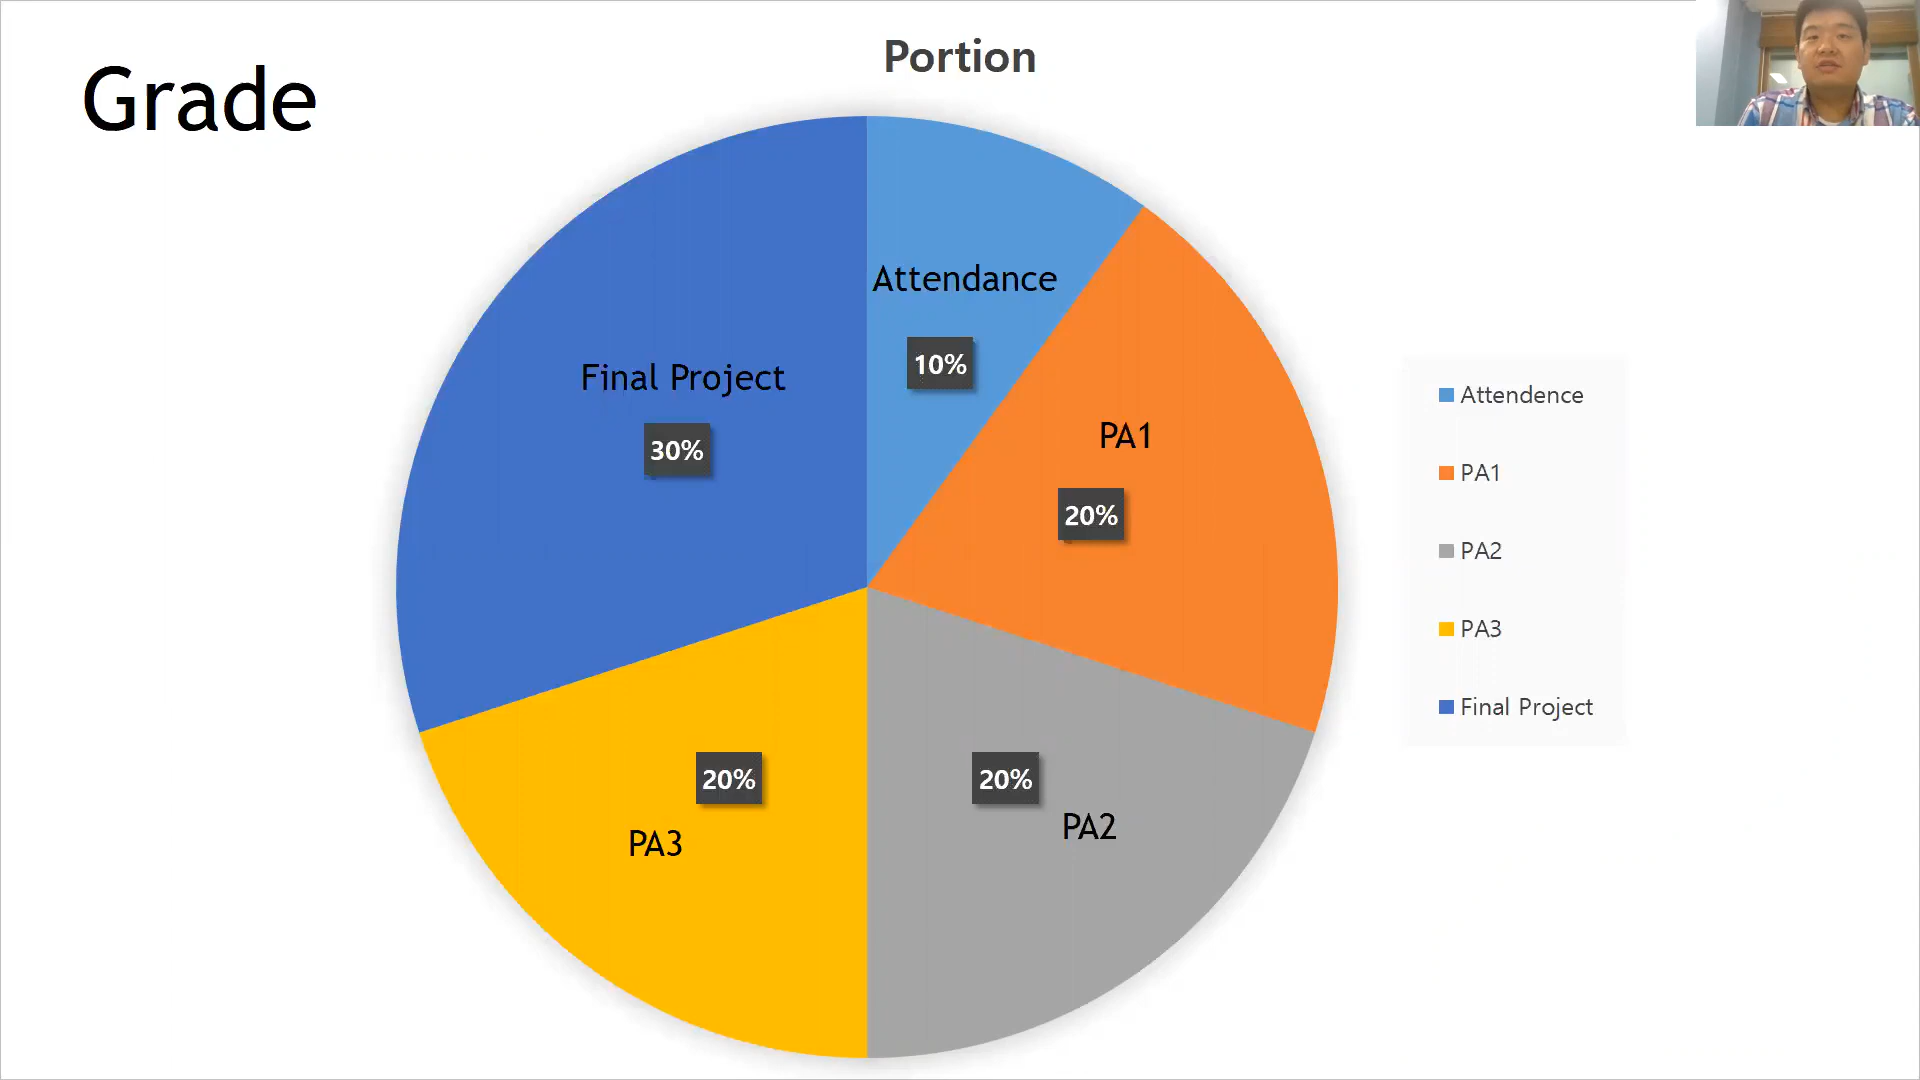 Grade
Portion
Attendance
10%
Final Project
30%
PA1
20%
20%
PA3
20%
PA2
Attendence
PA1
PA2
PA3
Final Project